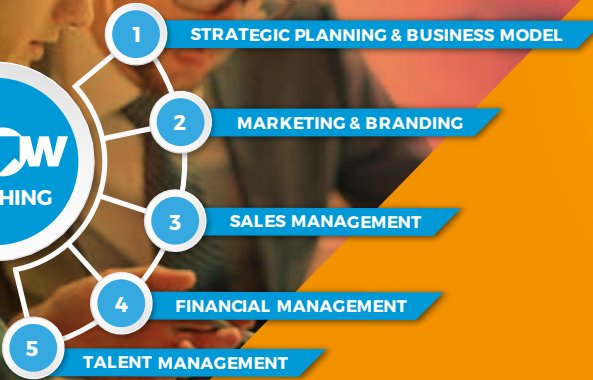 1
STRATEGIC PLANNING & BUSINESS MODEL
2
MARKETING & BRANDING
3
SALES MANAGEMENT
4
FINANCIAL MANAGEMENT
5
TALENT MANAGEMENT